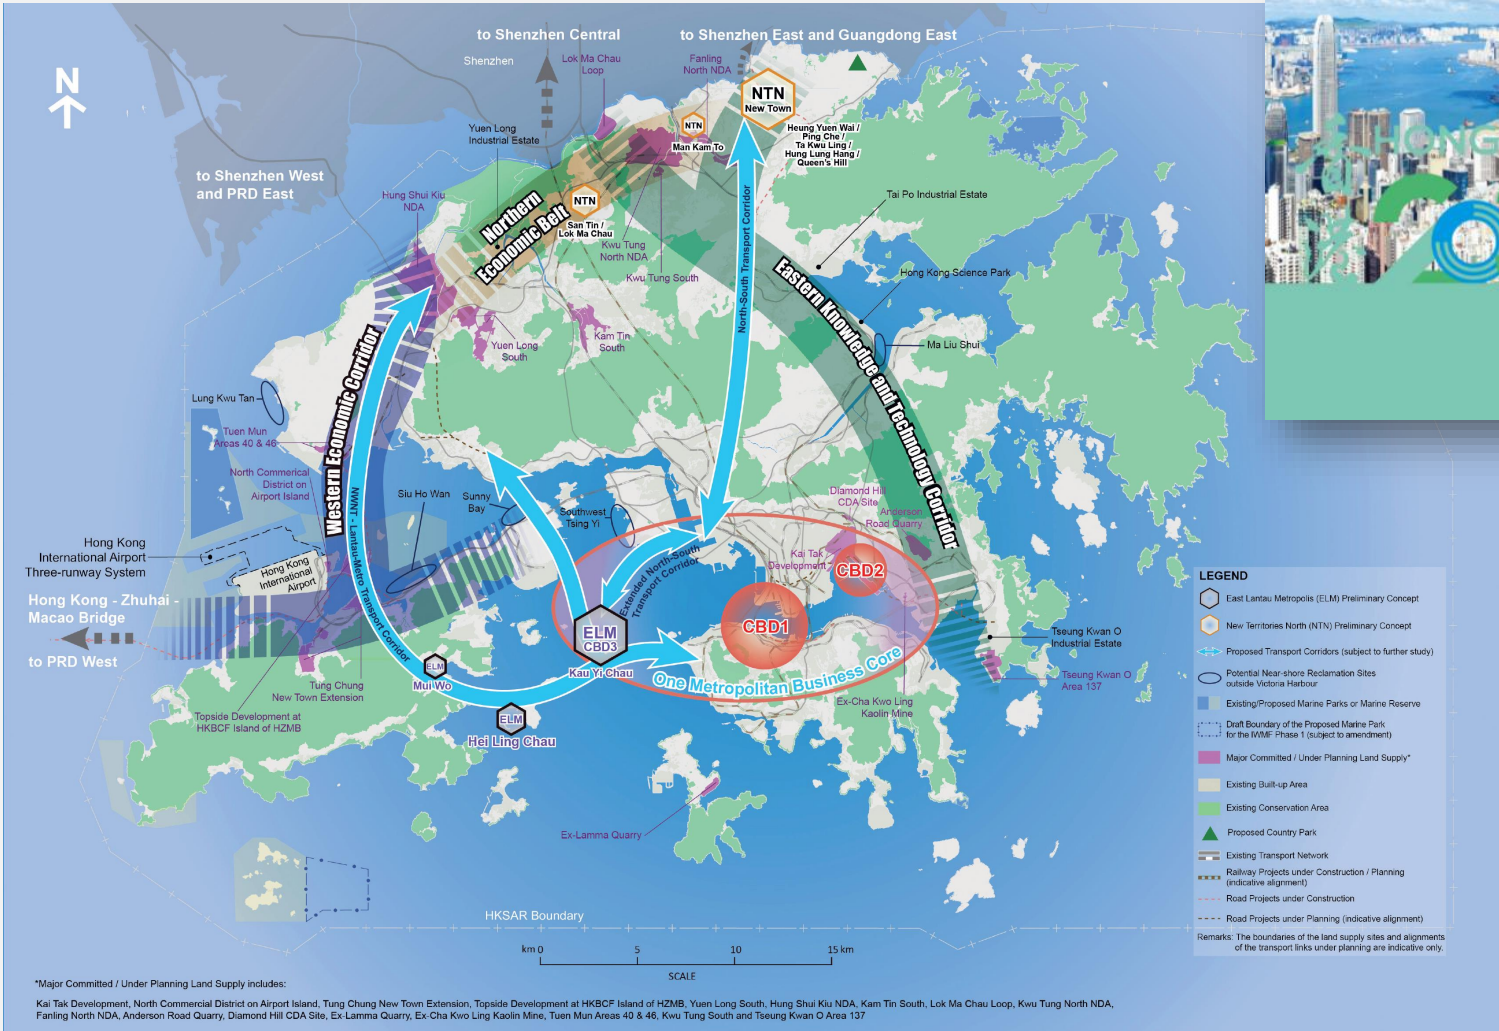 to Shenzhen Central
to Shenzhen East and Guangdong East
Shenzhen
Lok Ma Chau
Loop
Fanling
North NDA
N
NTN
New Town
HONG
Yuen Long
Industrial Estate
NTN
Man Kam To
Heung Yuen Wai /
Ping Che /
Ta Kwu Ling /
Hung Lung Hang /
Queen's Hill
to Shenzhen West
and PRD East
Hung Shui Kiu
NDA
Northern
Economic Belt
NTN
San Tin /
Lok Ma Chau
Kwu Tung
North NDA
Kwu Tung South
North-South Transport Corridor
Tai Po Industrial Estate
Hong Kong Science Park
Eastern Knowledge and Technology Corridor
Ma Liu Shui
Yuen Long
South
Kam Tin
South
Western Economic Corridor
Lung Kwu Tan
Tuen Mun
Areas 40 & 46
North Commerical
District on
Airport Island
NWNT - Lantau-Metro Transport Corridor
Siu Ho Wan
Sunny
Bay
Southwest
Tsing Yi
Diamond Hill
CDA Site
Anderson
Road Quarry
Hong Kong
International Airport
Three-runway System
Hong Kong
International
Airport
Kai Tak
Development
CBD2
Extended North-South
Transport Corridor
Hong Kong - Zhuhai -
Macao Bridge
to PRD West
ELM
CBD3
Kau Yi Chau
CBD1
One Metropolitan Business Core
Tseung Kwan O
Industrial Estate
Tseung Kwan O
Area 137
ELM
Mui Wo
Tung Chung
New Town Extension
Topside Development at
HKBCF Island of HZMB
ELM
Hei Ling Chau
Ex-Cha Kwo Ling
Kaolin Mine
Ex-Lamma Quarry
HKSAR Boundary
km 0 5 10 15 km
SCALE
LEGEND
East Lantau Metropolis (ELM) Preliminary Concept
New Territories North (NTN) Preliminary Concept
Proposed Transport Corridors (subject to further study)
Potential Near-shore Reclamation Sites
outside Victoria Harbour
Existing/Proposed Marine Parks or Marine Reserve
Draft Boundary of the Proposed Marine Park
for the IWMF Phase 1 (subject to amendment)
Major Committed / Under Planning Land Supply*
Existing Built-up Area
Existing Conservation Area
Proposed Country Park
Existing Transport Network
Railway Projects under Construction / Planning
(indicative alignment)
Road Projects under Construction
Road Projects under Planning (indicative alignment)
Remarks: The boundaries of the land supply sites and alignments
of the transport links under planning are indicative only.
*Major Committed / Under Planning Land Supply includes:
Kai Tak Development, North Commercial District on Airport Island, Tung Chung New Town Extension, Topside Development at HKBCF Island of HZMB, Yuen Long South, Hung Shui Kiu NDA, Kam Tin South, Lok Ma Chau Loop, Kwu Tung North NDA,
Fanling North NDA, Anderson Road Quarry, Diamond Hill CDA Site, Ex-Lamma Quarry, Ex-Cha Kwo Ling Kaolin Mine, Tuen Mun Areas 40 & 46, Kwu Tung South and Tseung Kwan O Area 137